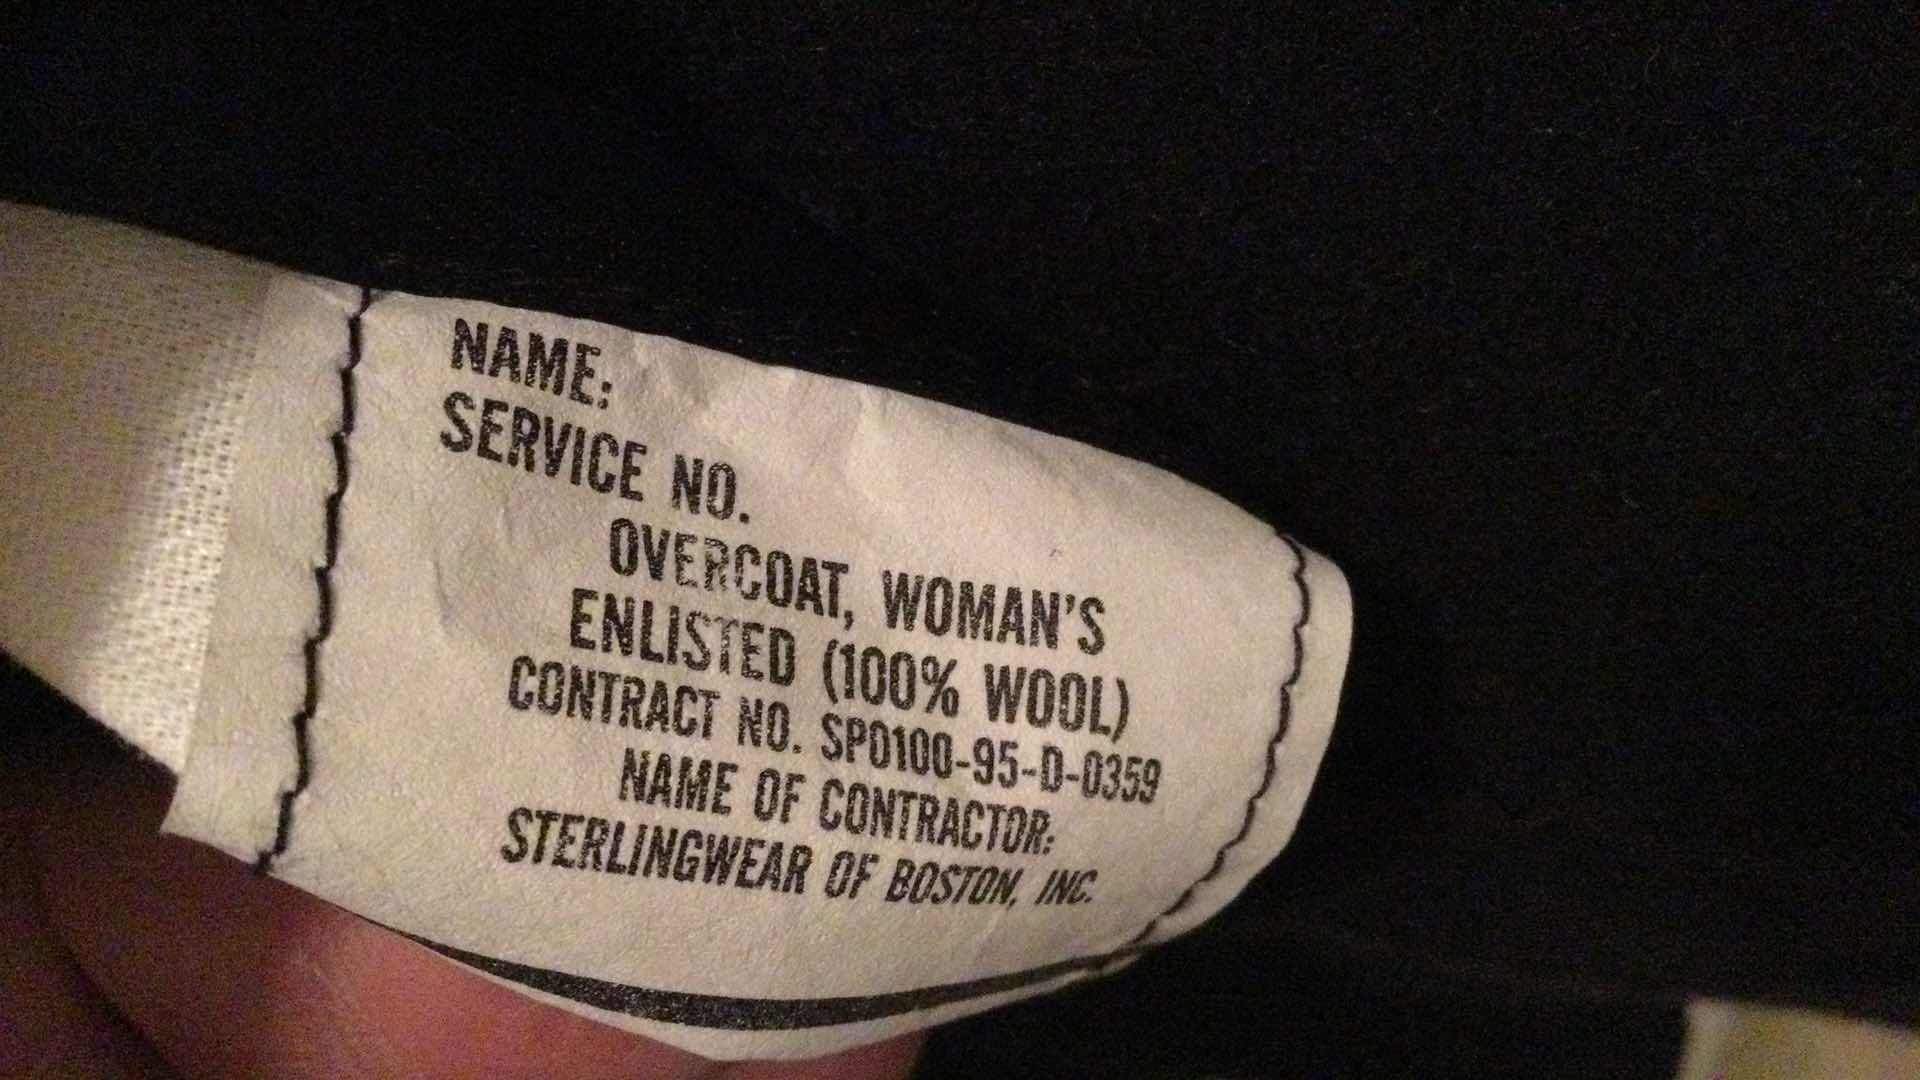 NAME:
SERVICE NO.
OVERCOAT, WOMAN'S
ENLISTED (100% WOOL)
CONTRACT NO. SP0100-95-D-0359
NAME OF CONTRACTOR:
STERLINGWEAR OF BOSTON, INC.